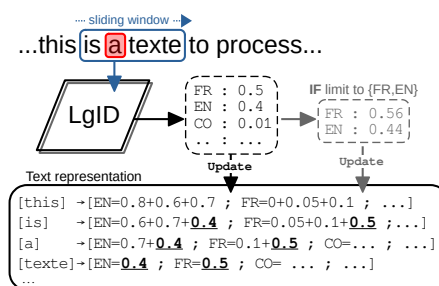 sliding window
...this is a texte to process...
LgID
FR : 0.5
EN : 0.4
CO : 0.01
.. : ...
IF limit to {FR,EN}
FR : 0.56
EN : 0.44
Update
Update
Text representation
[this] →[EN=0.8+0.6+0.7 ; FR=0+0.05+0.1 ; ...]
[is] →[EN=0.6+0.7+0.4 ; FR=0.05+0.1+0.5 ;...]
[a] →[EN=0.7+0.4 ; FR=0.1+0.5 ; CO=... ; ...]
[texte]→[EN=0.4 ; FR=0.5 ; CO= ... ; ...]
...